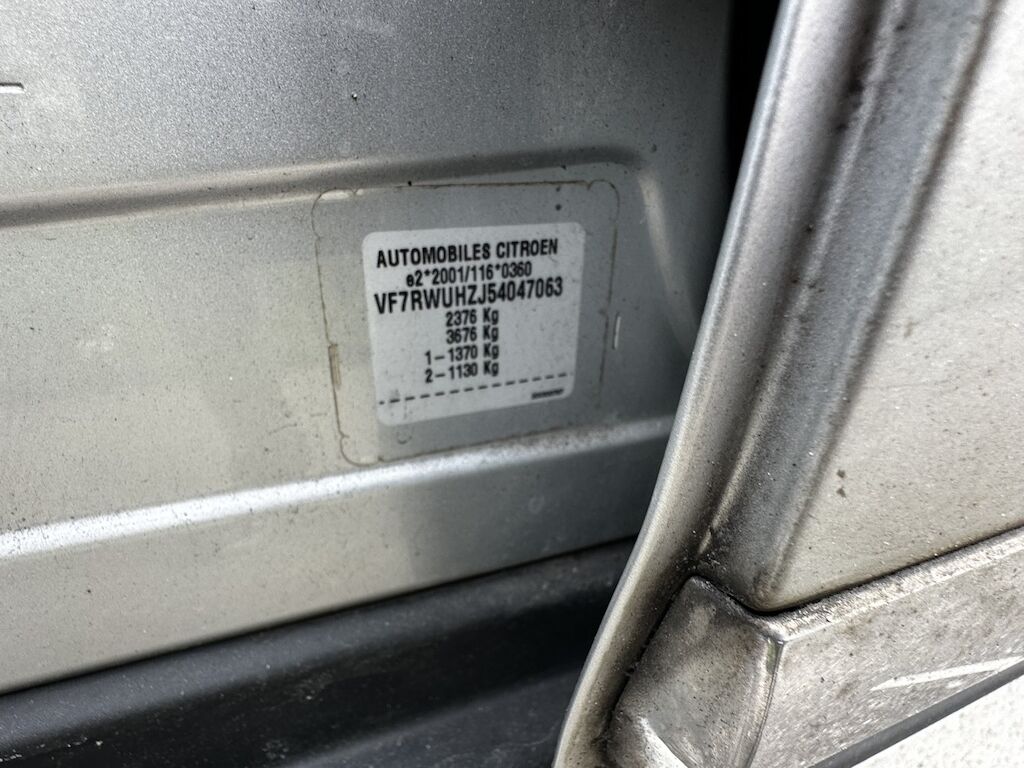 AUTOMOBILES CITROEN
e2*2001/116*0360
VF7RWUHZJ54047063
2376 Kg
3676 Kg
1-1370 Kg
2-1130 Kg